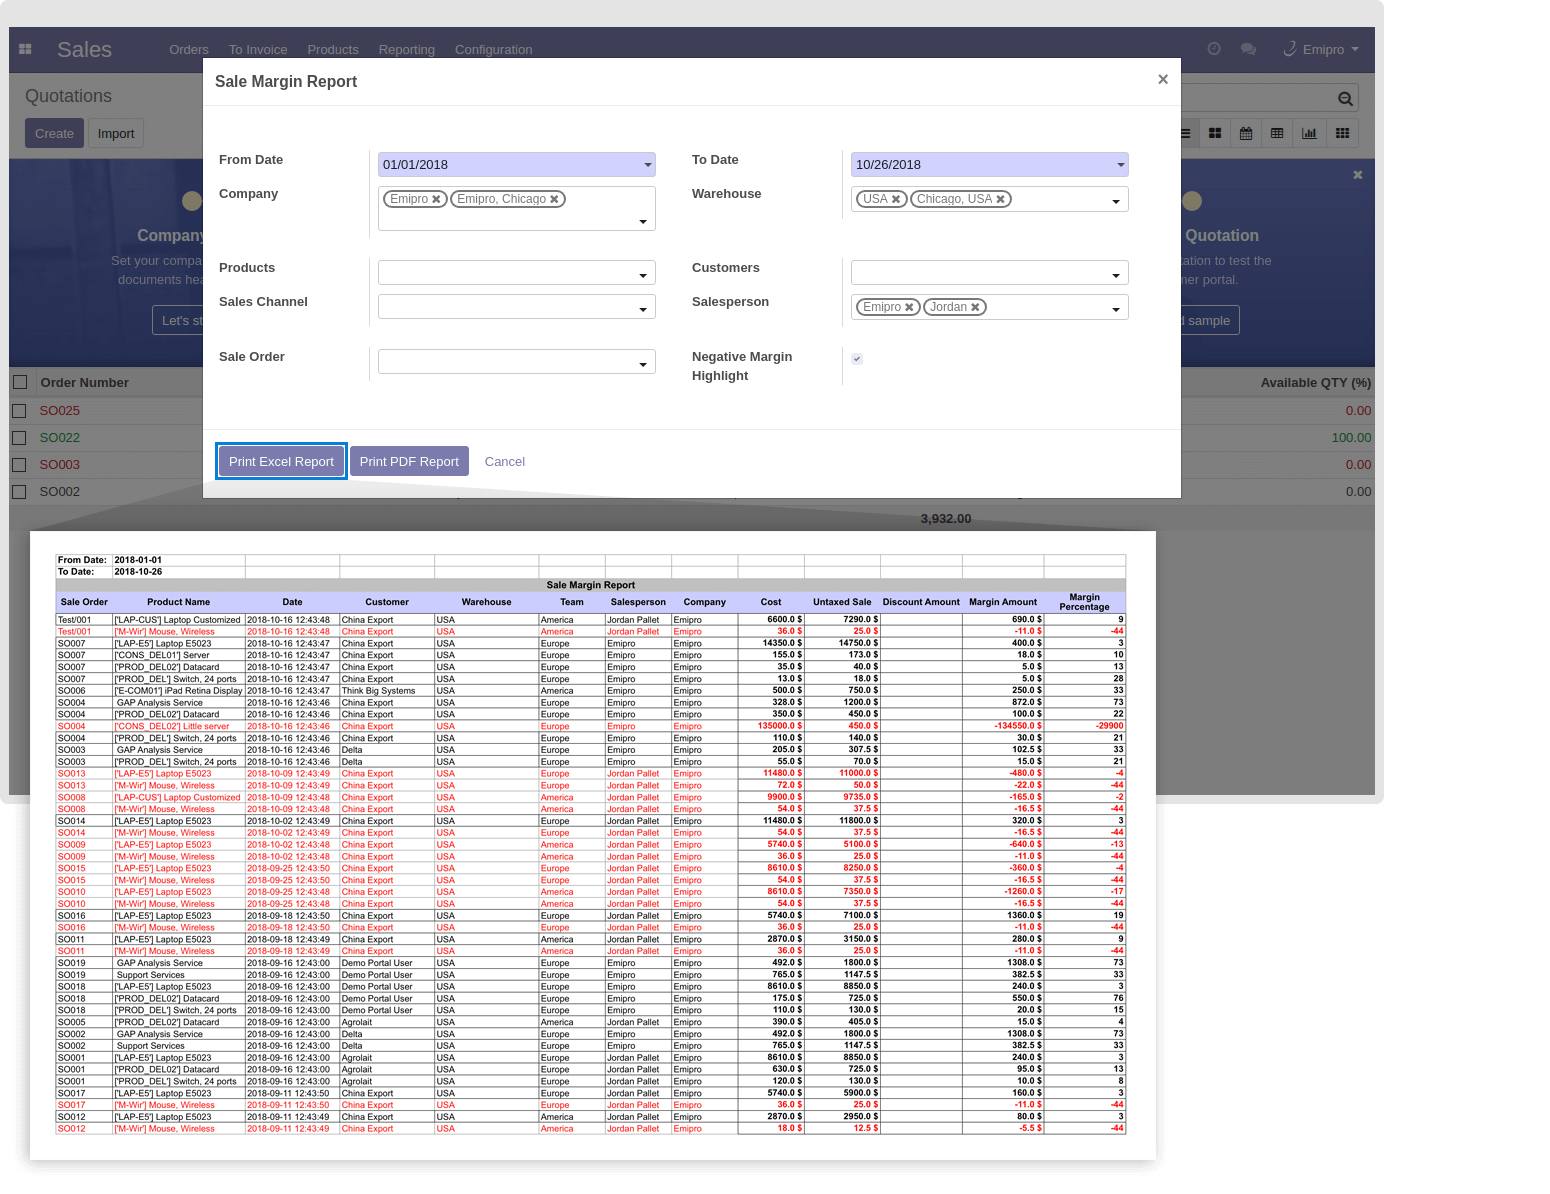 Sales Orders To Invoice Products Reporting Configuration Emipro
Quotations
Create Import
Sale Margin Report ×
From Date 01/01/2018 To Date 10/26/2018
Company Emipro ✖ Emipro, Chicago ✖ Warehouse USA ✖ Chicago, USA ✖
Products Customers
Sales Channel Salesperson Emipro ✖ Jordan ✖
Sale Order Negative Margin
Highlight
Print Excel Report Print PDF Report Cancel
Company
Set your compa
documents hea
Let's st
Quotation
ation to test the
ner portal.
sample
Order Number Available QTY (%)
SO025 0.00
SO022 100.00
SO003 0.00
SO002 0.00
3,932.00
From Date: 2018-01-01
To Date: 2018-10-26
Sale Margin Report
Sale Order Product Name Date Customer Warehouse Team Salesperson Company Cost Untaxed Sale Discount Amount Margin Amount Margin Percentage
Test/001 ['LAP-CUS'] Laptop Customized 2018-10-16 12:43:48 China Export USA America Jordan Pallet Emipro 6600.0 $ 7290.0 $ 690.0 $ 9
Test/001 ['M-Wir'] Mouse, Wireless 2018-10-16 12:43:48 China Export USA America Jordan Pallet Emipro 36.0 $ 25.0 $ -11.0 $ -44
SO007 ['LAP-E5'] Laptop E5023 2018-10-16 12:43:47 China Export USA Europe Emipro Emipro 14350.0 $ 14750.0 $ 400.0 $ 3
SO007 ['CONS_DEL01'] Server 2018-10-16 12:43:47 China Export USA Europe Emipro Emipro 155.0 $ 173.0 $ 18.0 $ 10
SO007 ['PROD_DEL02'] Datacard 2018-10-16 12:43:47 China Export USA Europe Emipro Emipro 35.0 $ 40.0 $ 5.0 $ 13
SO007 ['PROD_DEL'] Switch, 24 ports 2018-10-16 12:43:47 China Export USA Europe Emipro Emipro 13.0 $ 18.0 $ 5.0 $ 28
SO006 ['E-COM01'] iPad Retina Display 2018-10-16 12:43:47 Think Big Systems USA America Emipro Emipro 500.0 $ 750.0 $ 250.0 $ 33
SO004 GAP Analysis Service 2018-10-16 12:43:46 China Export USA Europe Emipro Emipro 328.0 $ 1200.0 $ 872.0 $ 73
SO004 ['PROD_DEL02'] Datacard 2018-10-16 12:43:46 China Export USA Europe Emipro Emipro 350.0 $ 450.0 $ 100.0 $ 22
SO004 ['CONS_DEL02'] Little server 2018-10-16 12:43:46 China Export USA Europe Emipro Emipro 135000.0 $ 450.0 $ -134550.0 $ -29900
SO004 ['PROD_DEL'] Switch, 24 ports 2018-10-16 12:43:46 China Export USA Europe Emipro Emipro 110.0 $ 140.0 $ 30.0 $ 21
SO003 GAP Analysis Service 2018-10-16 12:43:46 Delta USA Europe Emipro Emipro 205.0 $ 307.5 $ 102.5 $ 33
SO003 ['PROD_DEL'] Switch, 24 ports 2018-10-16 12:43:46 Delta USA Europe Emipro Emipro 55.0 $ 70.0 $ 15.0 $ 21
SO013 ['LAP-E5'] Laptop E5023 2018-10-09 12:43:49 China Export USA Europe Jordan Pallet Emipro 11480.0 $ 11000.0 $ -480.0 $ -4
SO013 ['M-Wir'] Mouse, Wireless 2018-10-09 12:43:49 China Export USA Europe Jordan Pallet Emipro 72.0 $ 50.0 $ -22.0 $ -44
SO008 ['LAP-CUS'] Laptop Customized 2018-10-09 12:43:48 China Export USA America Jordan Pallet Emipro 9900.0 $ 9735.0 $ -165.0 $ -2
SO008 ['M-Wir'] Mouse, Wireless 2018-10-09 12:43:48 China Export USA America Jordan Pallet Emipro 54.0 $ 37.5 $ -16.5 $ -44
SO014 ['LAP-E5'] Laptop E5023 2018-10-02 12:43:49 China Export USA Europe Jordan Pallet Emipro 11480.0 $ 11800.0 $ 320.0 $ 3
SO014 ['M-Wir'] Mouse, Wireless 2018-10-02 12:43:49 China Export USA Europe Jordan Pallet Emipro 54.0 $ 37.5 $ -16.5 $ -44
SO009 ['LAP-E5'] Laptop E5023 2018-10-02 12:43:48 China Export USA America Jordan Pallet Emipro 5740.0 $ 5100.0 $ -640.0 $ -13
SO009 ['M-Wir'] Mouse, Wireless 2018-10-02 12:43:48 China Export USA America Jordan Pallet Emipro 36.0 $ 25.0 $ -11.0 $ -44
SO015 ['LAP-E5'] Laptop E5023 2018-09-25 12:43:50 China Export USA Europe Jordan Pallet Emipro 8610.0 $ 8250.0 $ -360.0 $ -4
SO015 ['M-Wir'] Mouse, Wireless 2018-09-25 12:43:50 China Export USA Europe Jordan Pallet Emipro 54.0 $ 37.5 $ -16.5 $ -44
SO010 ['LAP-E5'] Laptop E5023 2018-09-25 12:43:48 China Export USA America Jordan Pallet Emipro 8610.0 $ 7350.0 $ -1260.0 $ -17
SO010 ['M-Wir'] Mouse, Wireless 2018-09-25 12:43:48 China Export USA America Jordan Pallet Emipro 54.0 $ 37.5 $ -16.5 $ -44
SO016 ['LAP-E5'] Laptop E5023 2018-09-18 12:43:50 China Export USA Europe Jordan Pallet Emipro 5740.0 $ 7100.0 $ 1360.0 $ 19
SO016 ['M-Wir'] Mouse, Wireless 2018-09-18 12:43:50 China Export USA Europe Jordan Pallet Emipro 36.0 $ 25.0 $ -11.0 $ -44
SO011 ['LAP-E5'] Laptop E5023 2018-09-18 12:43:49 China Export USA America Jordan Pallet Emipro 2870.0 $ 3150.0 $ 280.0 $ 9
SO011 ['M-Wir'] Mouse, Wireless 2018-09-18 12:43:49 China Export USA America Jordan Pallet Emipro 36.0 $ 25.0 $ -11.0 $ -44
SO019 GAP Analysis Service 2018-09-16 12:43:00 Demo Portal User USA Europe Emipro Emipro 492.0 $ 1800.0 $ 1308.0 $ 73
SO019 Support Services 2018-09-16 12:43:00 Demo Portal User USA Europe Emipro Emipro 765.0 $ 1147.5 $ 382.5 $ 33
SO018 ['LAP-E5'] Laptop E5023 2018-09-16 12:43:00 Demo Portal User USA Europe Emipro Emipro 8610.0 $ 8850.0 $ 240.0 $ 3
SO018 ['PROD_DEL02'] Datacard 2018-09-16 12:43:00 Demo Portal User USA Europe Emipro Emipro 175.0 $ 725.0 $ 550.0 $ 76
SO018 ['PROD_DEL'] Switch, 24 ports 2018-09-16 12:43:00 Demo Portal User USA Europe Emipro Emipro 110.0 $ 130.0 $ 20.0 $ 15
SO005 ['PROD_DEL02'] Datacard 2018-09-16 12:43:00 Agrolait USA America Jordan Pallet Emipro 390.0 $ 405.0 $ 15.0 $ 4
SO002 GAP Analysis Service 2018-09-16 12:43:00 Delta USA Europe Emipro Emipro 492.0 $ 1800.0 $ 1308.0 $ 73
SO002 Support Services 2018-09-16 12:43:00 Delta USA Europe Emipro Emipro 765.0 $ 1147.5 $ 382.5 $ 33
SO001 ['LAP-E5'] Laptop E5023 2018-09-16 12:43:00 Agrolait USA Europe Jordan Pallet Emipro 8610.0 $ 8850.0 $ 240.0 $ 3
SO001 ['PROD_DEL02'] Datacard 2018-09-16 12:43:00 Agrolait USA Europe Jordan Pallet Emipro 630.0 $ 725.0 $ 95.0 $ 13
SO001 ['PROD_DEL'] Switch, 24 ports 2018-09-16 12:43:00 Agrolait USA Europe Jordan Pallet Emipro 120.0 $ 130.0 $ 10.0 $ 8
SO017 ['LAP-E5'] Laptop E5023 2018-09-11 12:43:50 China Export USA Europe Jordan Pallet Emipro 5740.0 $ 5900.0 $ 160.0 $ 3
SO017 ['M-Wir'] Mouse, Wireless 2018-09-11 12:43:50 China Export USA Europe Jordan Pallet Emipro 36.0 $ 25.0 $ -11.0 $ -44
SO012 ['LAP-E5'] Laptop E5023 2018-09-11 12:43:49 China Export USA America Jordan Pallet Emipro 2870.0 $ 2950.0 $ 80.0 $ 3
SO012 ['M-Wir'] Mouse, Wireless 2018-09-11 12:43:49 China Export USA America Jordan Pallet Emipro 18.0 $ 12.5 $ -5.5 $ -44